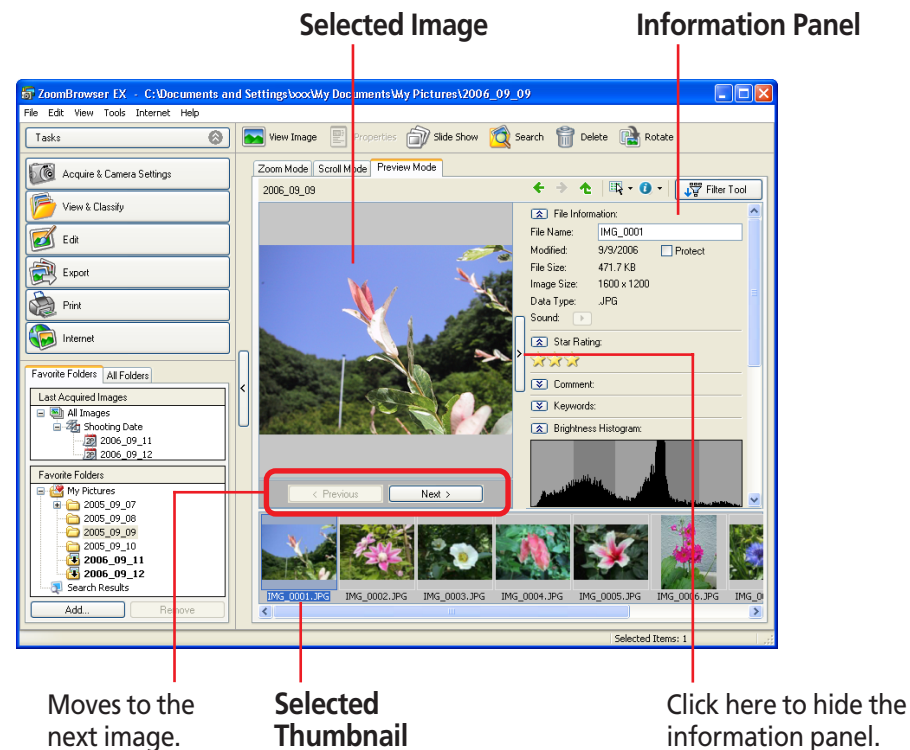 Selected Image Information Panel
ZoomBrowser EX - C:\Documents and Settings\xxx\My Documents\My Pictures\2006_09_09
File Edit View Tools Internet Help
Tasks
View Image Properties Slide Show Search Delete Rotate
Acquire & Camera Settings
View & Classify
Edit
Export
Print
Internet
Favorite Folders All Folders
Last Acquired Images
All Images
Shooting Date
2006_09_11
2006_09_12
Favorite Folders
My Pictures
2005_09_07
2005_09_08
2005_09_09
2005_09_10
2006_09_11
2006_09_12
Search Results
Add... Remove
Zoom Mode Scroll Mode Preview Mode
2006_09_09 Filter Tool
File Information:
File Name: IMG_0001
Modified: 9/9/2006 Protect
File Size: 471.7 KB
Image Size: 1600 x 1200
Data Type: .JPG
Sound:
Star Rating:
Comment:
Keywords:
Brightness Histogram:
< Previous Next >
IMG_0001.JPG IMG_0002.JPG IMG_0003.JPG IMG_0004.JPG IMG_0005.JPG IMG_0006.JPG IMG_0
Selected Items: 1
Moves to the
next image.
Selected
Thumbnail
Click here to hide the
information panel.